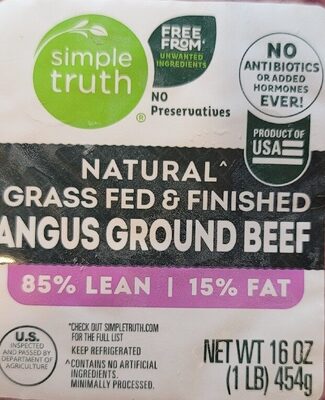 simple
truth
®
FREE
FROM*
UNWANTED
INGREDIENTS
NO
Preservatives
NO
ANTIBIOTICS
OR ADDED
HORMONES
EVER!
PRODUCT OF
USA
NATURAL^
GRASS FED & FINISHED
ANGUS GROUND BEEF
85% LEAN | 15% FAT
U.S.
INSPECTED
AND PASSED BY
DEPARTMENT OF
AGRICULTURE
*CHECK OUT SIMPLETRUTH.COM
FOR THE FULL LIST
KEEP REFRIGERATED
^CONTAINS NO ARTIFICIAL
INGREDIENTS.
MINIMALLY PROCESSED.
NET WT 16 OZ
(1 LB) 454g